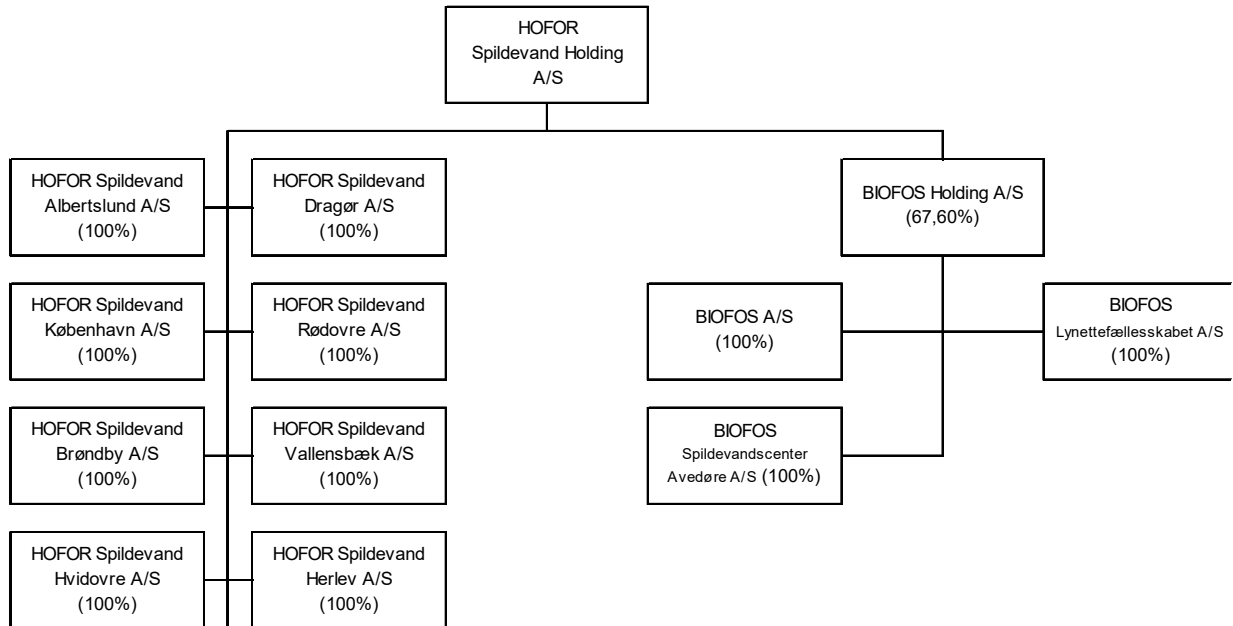 HOFOR
Spildevand Holding
A/S
HOFOR Spildevand
Albertslund A/S
(100%)
HOFOR Spildevand
Dragør A/S
(100%)
BIOFOS Holding A/S
(67,60%)
HOFOR Spildevand
København A/S
(100%)
HOFOR Spildevand
Rødovre A/S
(100%)
BIOFOS A/S
(100%)
BIOFOS
Lynettefællesskabet A/S
(100%)
HOFOR Spildevand
Brøndby A/S
(100%)
HOFOR Spildevand
Vallensbæk A/S
(100%)
BIOFOS
Spildevandscenter
Avedøre A/S (100%)
HOFOR Spildevand
Hvidovre A/S
(100%)
HOFOR Spildevand
Herlev A/S
(100%)